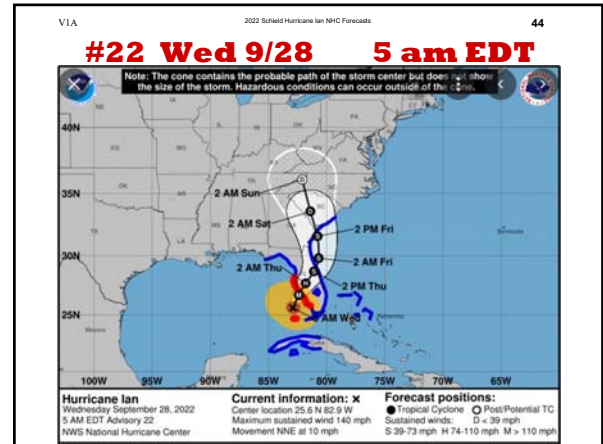 V1A 2022 Schield Hurricane Ian NHC Forecasts 44
#22 Wed 9/28 5 am EDT
Note: The cone contains the probable path of the storm center but does not show
the size of the storm. Hazardous conditions can occur outside of the cone.
40N
35N
2 AM Sun
2 AM Sat
2 PM Fri
30N
Bermuda
2 AM Thu
2 AM Fri
2 PM Thu
25N
AM Wed
Mexico
Bahamas
100W 95W 90W 85W 80W 75W 70W 65W
Hurricane Ian
Wednesday September 28, 2022
5 AM EDT Advisory 22
NWS National Hurricane Center
Current information: x
Center location 25.6 N 82.9 W
Maximum sustained wind 140 mph
Movement NNE at 10 mph
Forecast positions:
Tropical Cyclone Post/Potential TC
Sustained winds: D < 39 mph
S 39-73 mph H 74-110 mph M > 110 mph